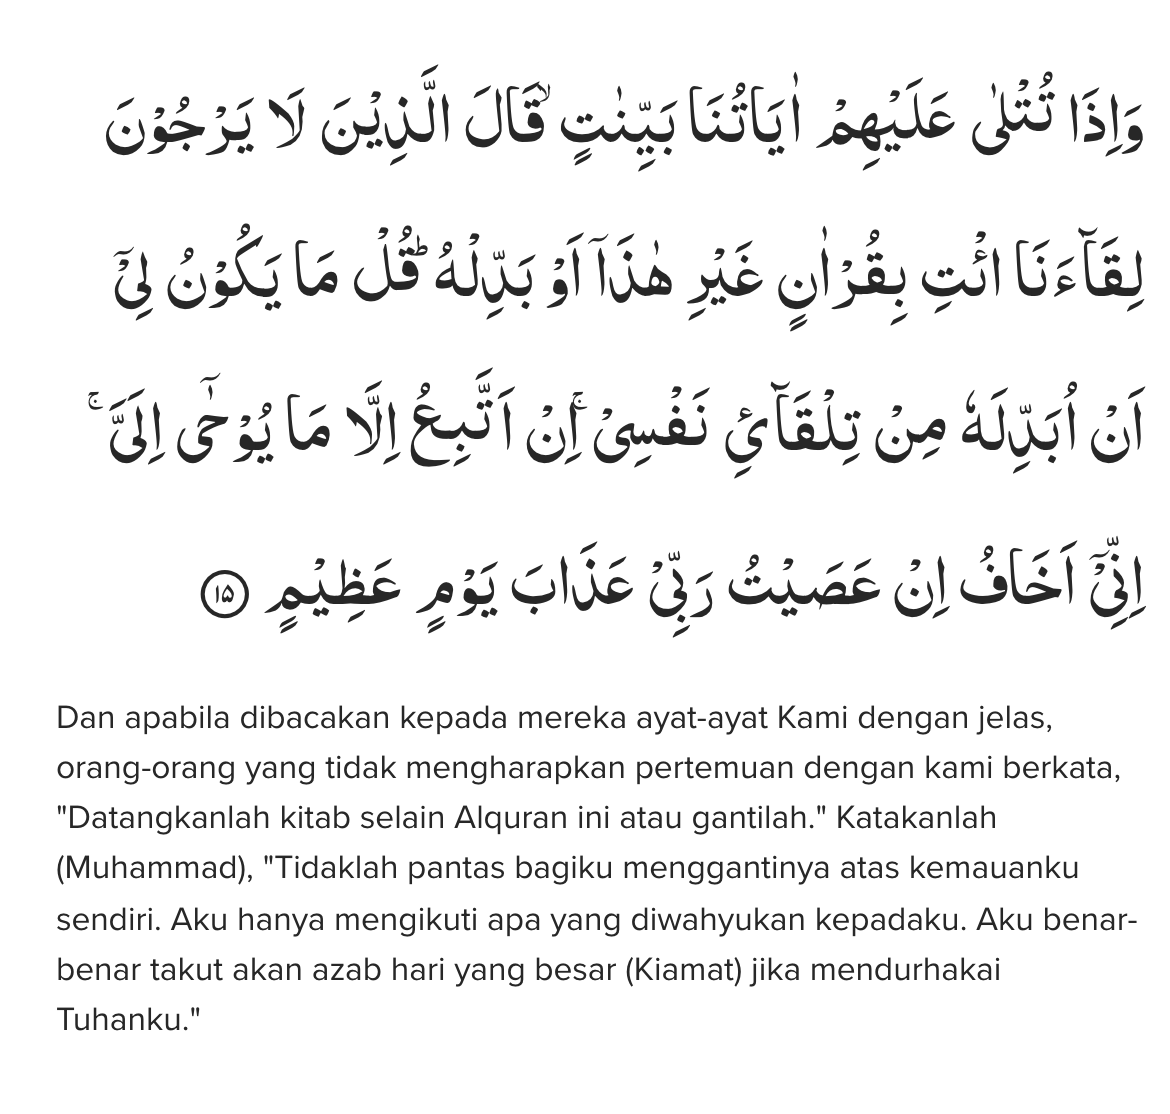 وَاِذَا تُتْلٰى عَلَيْهِمْ اٰيَاتُنَا بَيِّنٰتٍۙ قَالَ الَّذِيْنَ لَا يَرْجُوْنَ
لِقَاۤءَنَا ائْتِ بِقُرْاٰنٍ غَيْرِ هٰذَآ اَوْ بَدِّلْهُ ۗ قُلْ مَا يَكُوْنُ لِيْٓ
اَنْ اُبَدِّلَهٗ مِنْ تِلْقَاۤئِ نَفْسِيْ ۚاِنْ اَتَّبِعُ اِلَّا مَا يُوْحٰٓى اِلَيَّ ۚ
اِنِّيْٓ اَخَافُ اِنْ عَصَيْتُ رَبِّيْ عَذَابَ يَوْمٍ عَظِيْمٍ ۝١٥
Dan apabila dibacakan kepada mereka ayat-ayat Kami dengan jelas,
orang-orang yang tidak mengharapkan pertemuan dengan kami berkata,
"Datangkanlah kitab selain Alquran ini atau gantilah." Katakanlah
(Muhammad), "Tidaklah pantas bagiku menggantinya atas kemauanku
sendiri. Aku hanya mengikuti apa yang diwahyukan kepadaku. Aku benar-
benar takut akan azab hari yang besar (Kiamat) jika mendurhakai
Tuhanku."